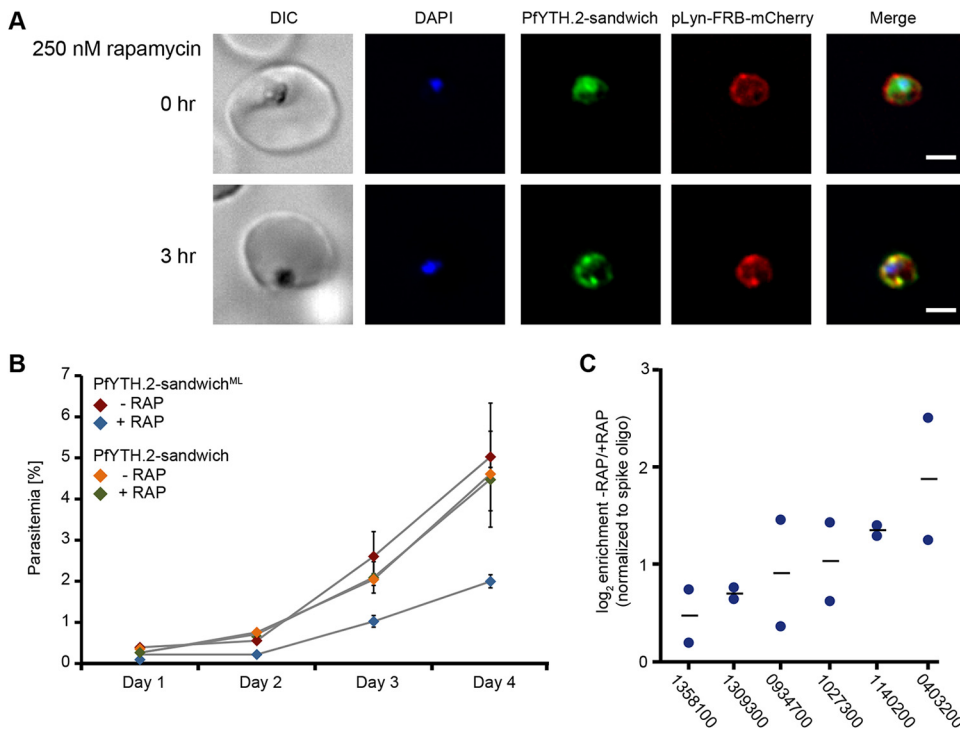 A
DIC DAPI PfYTH.2-sandwich pLyn-FRB-mCherry Merge
250 nM rapamycin
0 hr
3 hr
B
PfYTH.2-sandwichᴹᴸ
- RAP
+ RAP
PfYTH.2-sandwich
- RAP
+ RAP
Parasitemia [%]
7
6
5
4
3
2
1
0
Day 1 Day 2 Day 3 Day 4
C
log₂ enrichment -RAP/+RAP
(normalized to spike oligo)
3
2
1
0
1358100 1309300 0934700 1027300 1140200 0403200